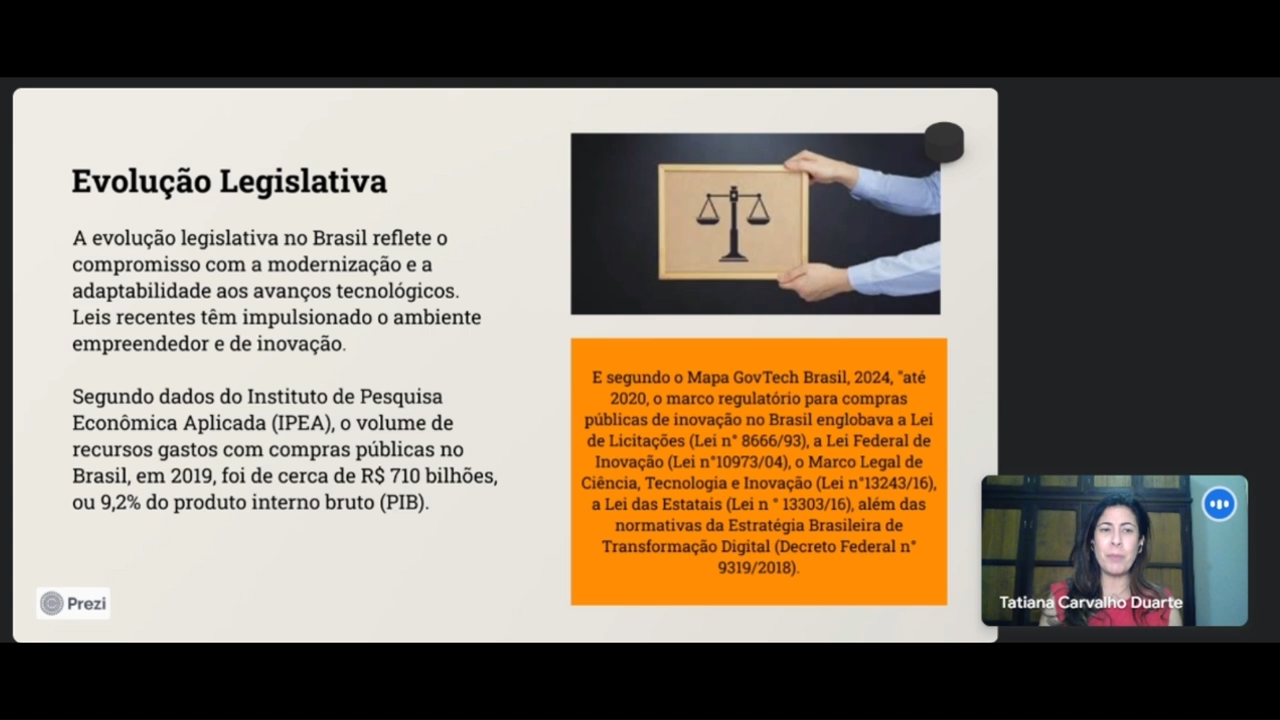 Evolução Legislativa
A evolução legislativa no Brasil reflete o
compromisso com a modernização e a
adaptabilidade aos avanços tecnológicos.
Leis recentes têm impulsionado o ambiente
empreendedor e de inovação.
Segundo dados do Instituto de Pesquisa
Econômica Aplicada (IPEA), o volume de
recursos gastos com compras públicas no
Brasil, em 2019, foi de cerca de R$ 710 bilhões,
ou 9,2% do produto interno bruto (PIB).
E segundo o Mapa GovTech Brasil, 2024, "até
2020, o marco regulatório para compras
públicas de inovação no Brasil englobava a Lei
de Licitações (Lei n° 8666/93), a Lei Federal de
Inovação (Lei n°10973/04), o Marco Legal de
Ciência, Tecnologia e Inovação (Lei n°13243/16),
a Lei das Estatais (Lei n ° 13303/16), além das
normativas da Estratégia Brasileira de
Transformação Digital (Decreto Federal n°
9319/2018).
Prezi
Tatiana Carvalho Duarte